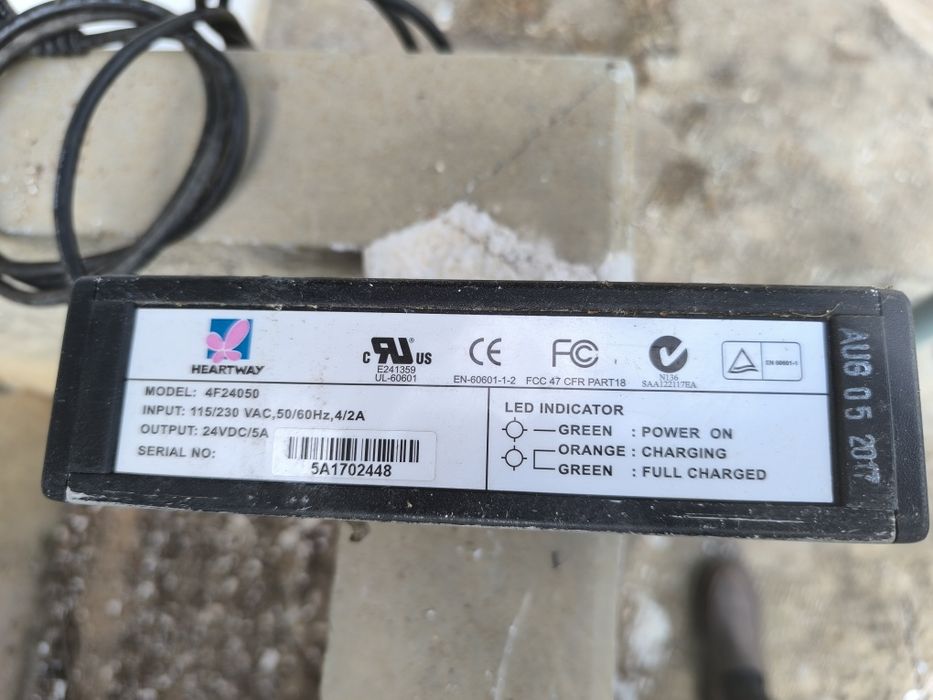 HEARTWAY
c RU US
E241359
UL-60601
CE
EN-60601-1-2
FC
FCC 47 CFR PART18
N136
SAA122117EA
EN 60601-1
MODEL: 4F24050
INPUT: 115/230 VAC,50/60Hz,4/2A
OUTPUT: 24VDC/5A
SERIAL NO:
5A1702448
LED INDICATOR
GREEN : POWER ON
ORANGE : CHARGING
GREEN : FULL CHARGED
AUG 05 2017